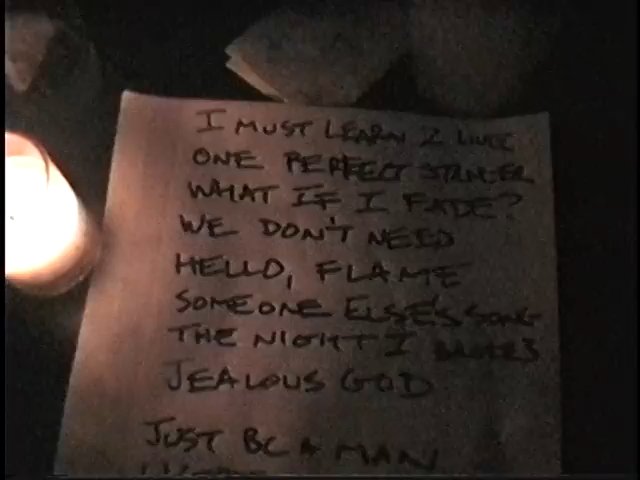 I MUST LEARN 2 LIVE
ONE PERFECT
WHAT IF I FADE?
WE DON'T NEED
HELLO, FLAME
SOMEONE ELSE'S SONG
THE NIGHT I
JEALOUS GOD
JUST BC A MAN